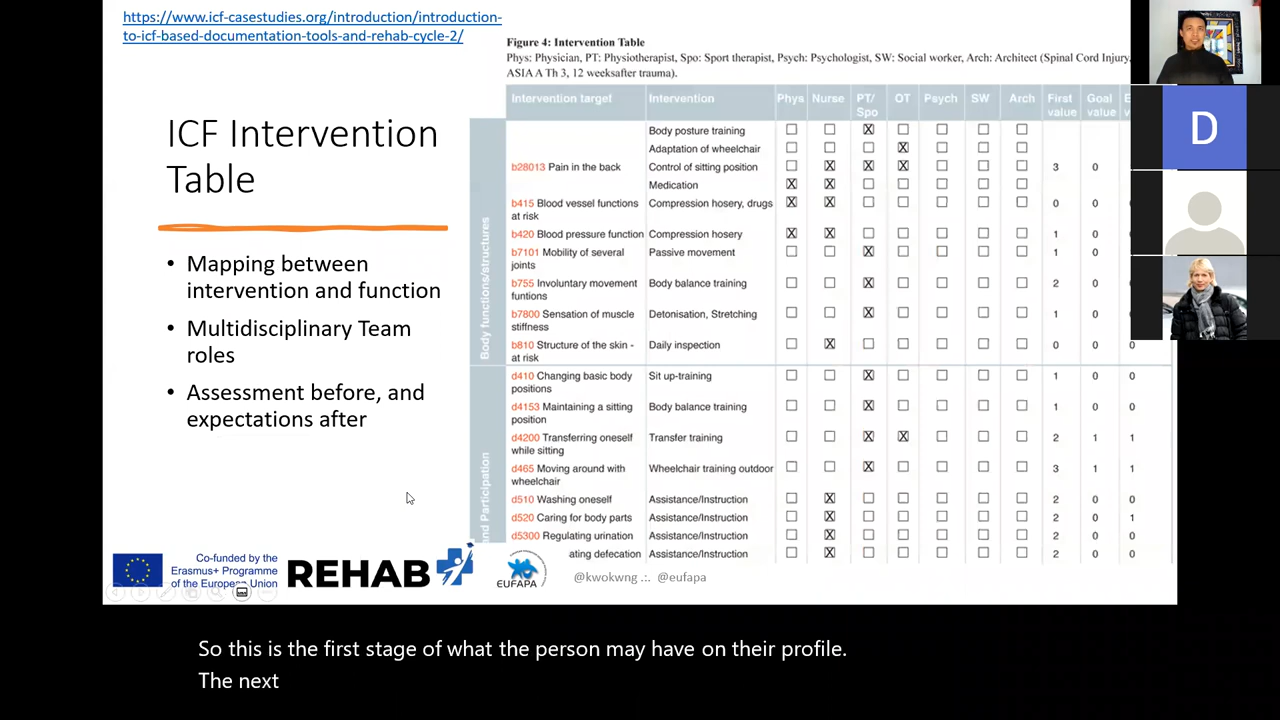 https://www.icf-casestudies.org/introduction/introduction-
to-icf-based-documentation-tools-and-rehab-cycle-2/
ICF Intervention
Table
• Mapping between
intervention and function
• Multidisciplinary Team
roles
• Assessment before, and
expectations after
Figure 4: Intervention Table
Phys: Physician, PT: Physiotherapist, Spo: Sport therapist, Psych: Psychologist, SW: Social worker, Arch: Architect (Spinal Cord Injury,
ASIA A Th 3, 12 weeksafter trauma).
Intervention target Intervention Phys Nurse PT/ OT Psych SW Arch First Goal E
Spo value value v
Body functions/structures
Body posture training X
Adaptation of wheelchair X
b28013 Pain in the back Control of sitting position X X X 3 0
Medication X X
b415 Blood vessel functions Compression hosery, drugs X X 0 0
at risk
b420 Blood pressure function Compression hosery X X 1 0
b7101 Mobility of several Passive movement X 1 0
joints
b755 Involuntary movement Body balance training X 2 0
funtions
b7800 Sensation of muscle Detonisation, Stretching X 1 0
stiffness
b810 Structure of the skin - Daily inspection X 0 0 0
at risk
and Participation
d410 Changing basic body Sit up-training X 1 0 0
positions
d4153 Maintaining a sitting Body balance training X 1 0 0
position
d4200 Transferring oneself Transfer training X X 2 1 1
while sitting
d465 Moving around with Wheelchair training outdoor X 3 1 1
wheelchair
d510 Washing oneself Assistance/Instruction X 2 0 0
d520 Caring for body parts Assistance/Instruction X 2 0 1
d5300 Regulating urination Assistance/Instruction X 2 0 0
ating defecation Assistance/Instruction X 2 0 0
Co-funded by the
Erasmus+ Programme
of the European Union
REHAB
EUFAPA
@kwokwng .:. @eufapa
D
So this is the first stage of what the person may have on their profile.
The next